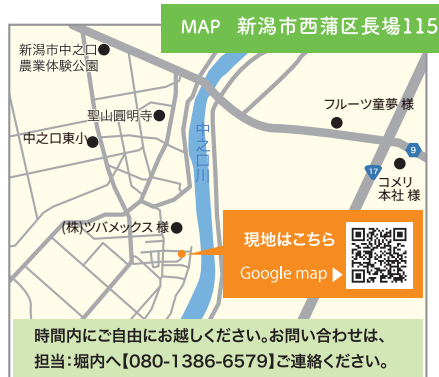 MAP 新潟市西蒲区長場115
新潟市中之口
農業体験公園
聖山圓明寺
中之口東小
中之口川
フルーツ童夢 様
9
17
コメリ
本社 様
(株)ツバメックス 様
現地はこちら
Google map ▶
時間内にご自由にお越しください。お問い合わせは、
担当:堀内へ【080-1386-6579】ご連絡ください。